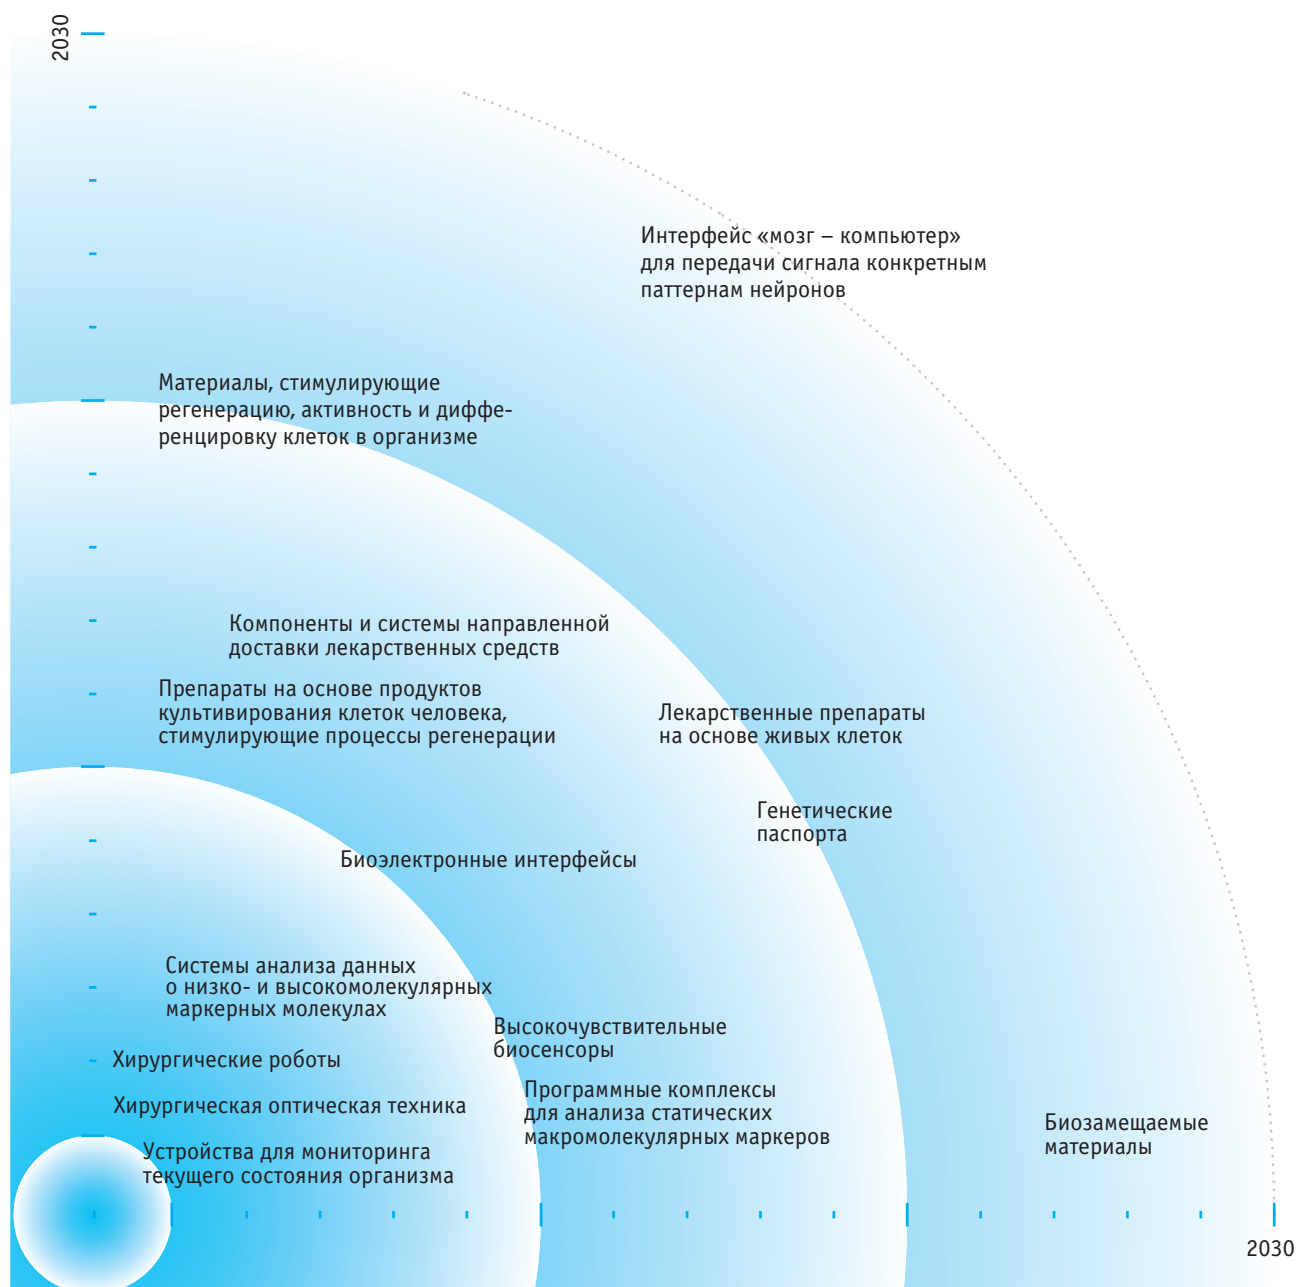 2030
Интерфейс «мозг – компьютер»
для передачи сигнала конкретным
паттернам нейронов
Материалы, стимулирующие
регенерацию, активность и диффе-
ренцировку клеток в организме
Компоненты и системы направленной
доставки лекарственных средств
Препараты на основе продуктов
культивирования клеток человека,
стимулирующие процессы регенерации
Лекарственные препараты
на основе живых клеток
Генетические
паспорта
Биоэлектронные интерфейсы
Системы анализа данных
о низко- и высокомолекулярных
маркерных молекулах
Высокочувствительные
биосенсоры
Хирургические роботы
Программные комплексы
для анализа статических
макромолекулярных маркеров
Хирургическая оптическая техника
Биозамещаемые
материалы
Устройства для мониторинга
текущего состояния организма
2030